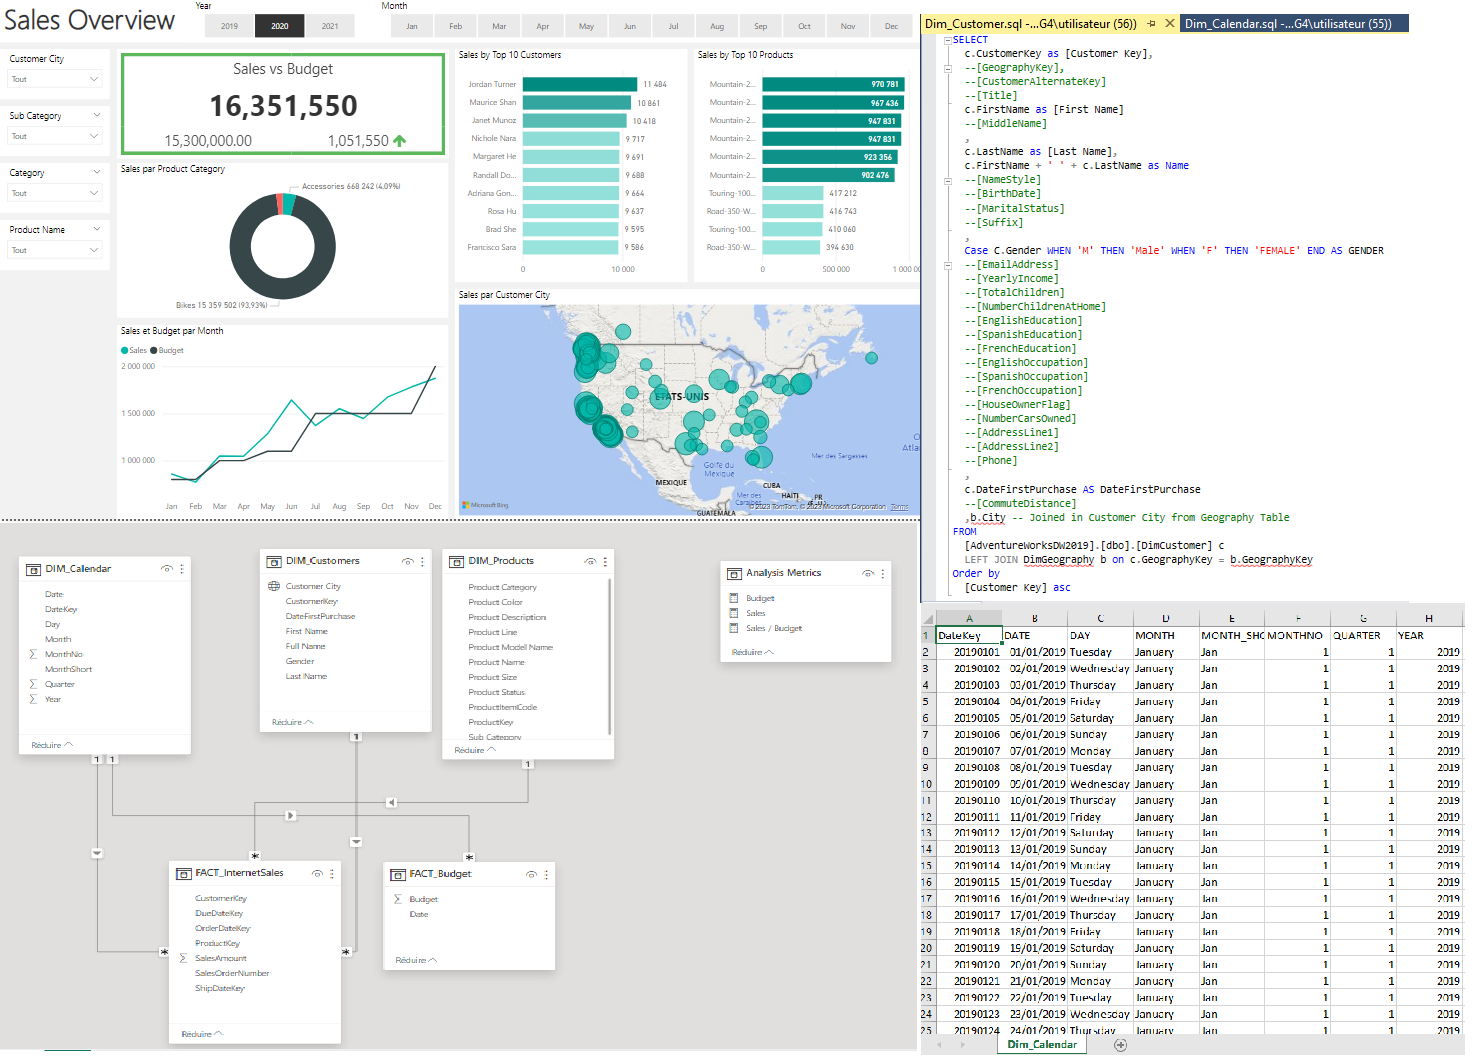 Sales Overview
Year
2019
2020
2021
Month
Jan
Feb
Mar
Apr
May
Jun
Jul
Aug
Sep
Oct
Nov
Dec
Customer City
Tout
Sub Category
Tout
Category
Tout
Product Name
Tout
Sales vs Budget
16,351,550
15,300,000.00
1,051,550
Sales par Product Category
Accessories 668 242 (4,09%)
Bikes 15 359 502 (93.93%)
Sales et Budget par Month
Sales
Budget
2 000 000
1 500 000
1 000 000
Jan Feb Mar Apr May Jun Jul Aug Sep Oct Nov Dec
Sales by Top 10 Customers
Jordan Turner 11 484
Maurice Shan 10 861
Janet Munoz 10 418
Nichole Nara 9 717
Margaret He 9 691
Randall Do... 9 688
Adriana Gon... 9 664
Rosa Hu 9 637
Brad She 9 595
Francisco Sara 9 586
0 10 000
Sales by Top 10 Products
Mountain-2... 970 781
Mountain-2... 967 436
Mountain-2... 947 831
Mountain-2... 947 831
Mountain-2... 923 356
Mountain-2... 902 476
Touring-100... 417 212
Road-350-W... 416 743
Touring-100... 410 060
Road-350-W... 394 630
0 500 000 1 000 0
Sales par Customer City
ÉTATS-UNIS
Golfe du
Mexique
MEXIQUE
CUBA
HAÏTI
PR
Mer des
Caraïbes
GUATEMALA
Mer des Sargasses
O
Atla
Microsoft Bing
© 2023 TomTom, © 2023 Microsoft Corporation Terms
DIM_Calendar
Date
DateKey
Day
Month
MonthNo
MonthShort
Quarter
Year
Réduire
DIM_Customers
Customer City
CustomerKey
DateFirstPurchase
First Name
Full Name
Gender
Last Name
Réduire
DIM_Products
Product Category
Product Color
Product Description
Product Line
Product Model Name
Product Name
Product Size
Product Status
ProductItemCode
ProductKey
Sub Category
Réduire
Analysis Metrics
Budget
Sales
Sales / Budget
Réduire
1
1
1
1
*
*
*
*
FACT_InternetSales
CustomerKey
DueDateKey
OrderDateKey
ProductKey
SalesAmount
SalesOrderNumber
ShipDateKey
Réduire
FACT_Budget
Budget
Date
Réduire
Dim_Customer.sql -...G4\utilisateur (56))
Dim_Calendar.sql -...G4\utilisateur (55))
SELECT
c.CustomerKey as [Customer Key],
--[GeographyKey],
--[CustomerAlternateKey]
--[Title]
c.FirstName as [First Name]
--[MiddleName]
,
c.LastName as [Last Name],
c.FirstName + ' ' + c.LastName as Name
--[NameStyle]
--[BirthDate]
--[MaritalStatus]
--[Suffix]
,
Case C.Gender WHEN 'M' THEN 'Male' WHEN 'F' THEN 'FEMALE' END AS GENDER
--[EmailAddress]
--[YearlyIncome]
--[TotalChildren]
--[NumberChildrenAtHome]
--[EnglishEducation]
--[SpanishEducation]
--[FrenchEducation]
--[EnglishOccupation]
--[SpanishOccupation]
--[FrenchOccupation]
--[HouseOwnerFlag]
--[NumberCarsOwned]
--[AddressLine1]
--[AddressLine2]
--[Phone]
,
c.DateFirstPurchase AS DateFirstPurchase
--[CommuteDistance]
,b.City -- Joined in Customer City from Geography Table
FROM
[AdventureWorksDW2019].[dbo].[DimCustomer] c
LEFT JOIN DimGeography b on c.GeographyKey = b.GeographyKey
Order by
[Customer Key] asc
A B C D E F G H
1 DateKey DATE DAY MONTH MONTH_SHO MONTHNO QUARTER YEAR
2 20190101 01/01/2019 Tuesday January Jan 1 1 2019
3 20190102 02/01/2019 Wednesday January Jan 1 1 2019
4 20190103 03/01/2019 Thursday January Jan 1 1 2019
5 20190104 04/01/2019 Friday January Jan 1 1 2019
6 20190105 05/01/2019 Saturday January Jan 1 1 2019
7 20190106 06/01/2019 Sunday January Jan 1 1 2019
8 20190107 07/01/2019 Monday January Jan 1 1 2019
9 20190108 08/01/2019 Tuesday January Jan 1 1 2019
10 20190109 09/01/2019 Wednesday January Jan 1 1 2019
11 20190110 10/01/2019 Thursday January Jan 1 1 2019
12 20190111 11/01/2019 Friday January Jan 1 1 2019
13 20190112 12/01/2019 Saturday January Jan 1 1 2019
14 20190113 13/01/2019 Sunday January Jan 1 1 2019
15 20190114 14/01/2019 Monday January Jan 1 1 2019
16 20190115 15/01/2019 Tuesday January Jan 1 1 2019
17 20190116 16/01/2019 Wednesday January Jan 1 1 2019
18 20190117 17/01/2019 Thursday January Jan 1 1 2019
19 20190118 18/01/2019 Friday January Jan 1 1 2019
20 20190119 19/01/2019 Saturday January Jan 1 1 2019
21 20190120 20/01/2019 Sunday January Jan 1 1 2019
22 20190121 21/01/2019 Monday January Jan 1 1 2019
23 20190122 22/01/2019 Tuesday January Jan 1 1 2019
24 20190123 23/01/2019 Wednesday January Jan 1 1 2019
25 20190124 24/01/2019 Thursday January Jan 1 1 2019
Dim_Calendar